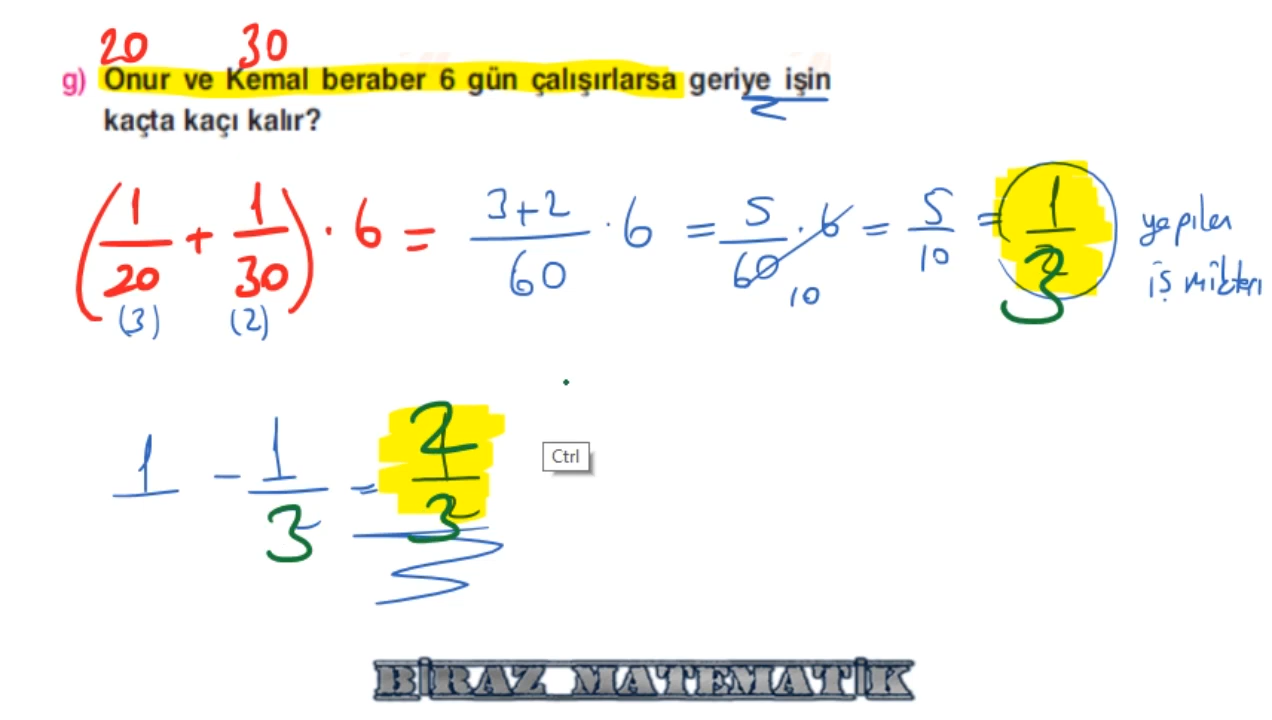 20 30
g) Onur ve Kemal beraber 6 gün çalışırlarsa geriye işin
kaçta kaçı kalır?
(1/20 + 1/30) · 6 = 3+2/60 · 6 = 5/60 · 6 = 5/10 = 1/3 yapılan
(3) (2) 10 iş miktarı
1 - 1/3 = 2/3
Ctrl
BİRAZ MATEMATİK